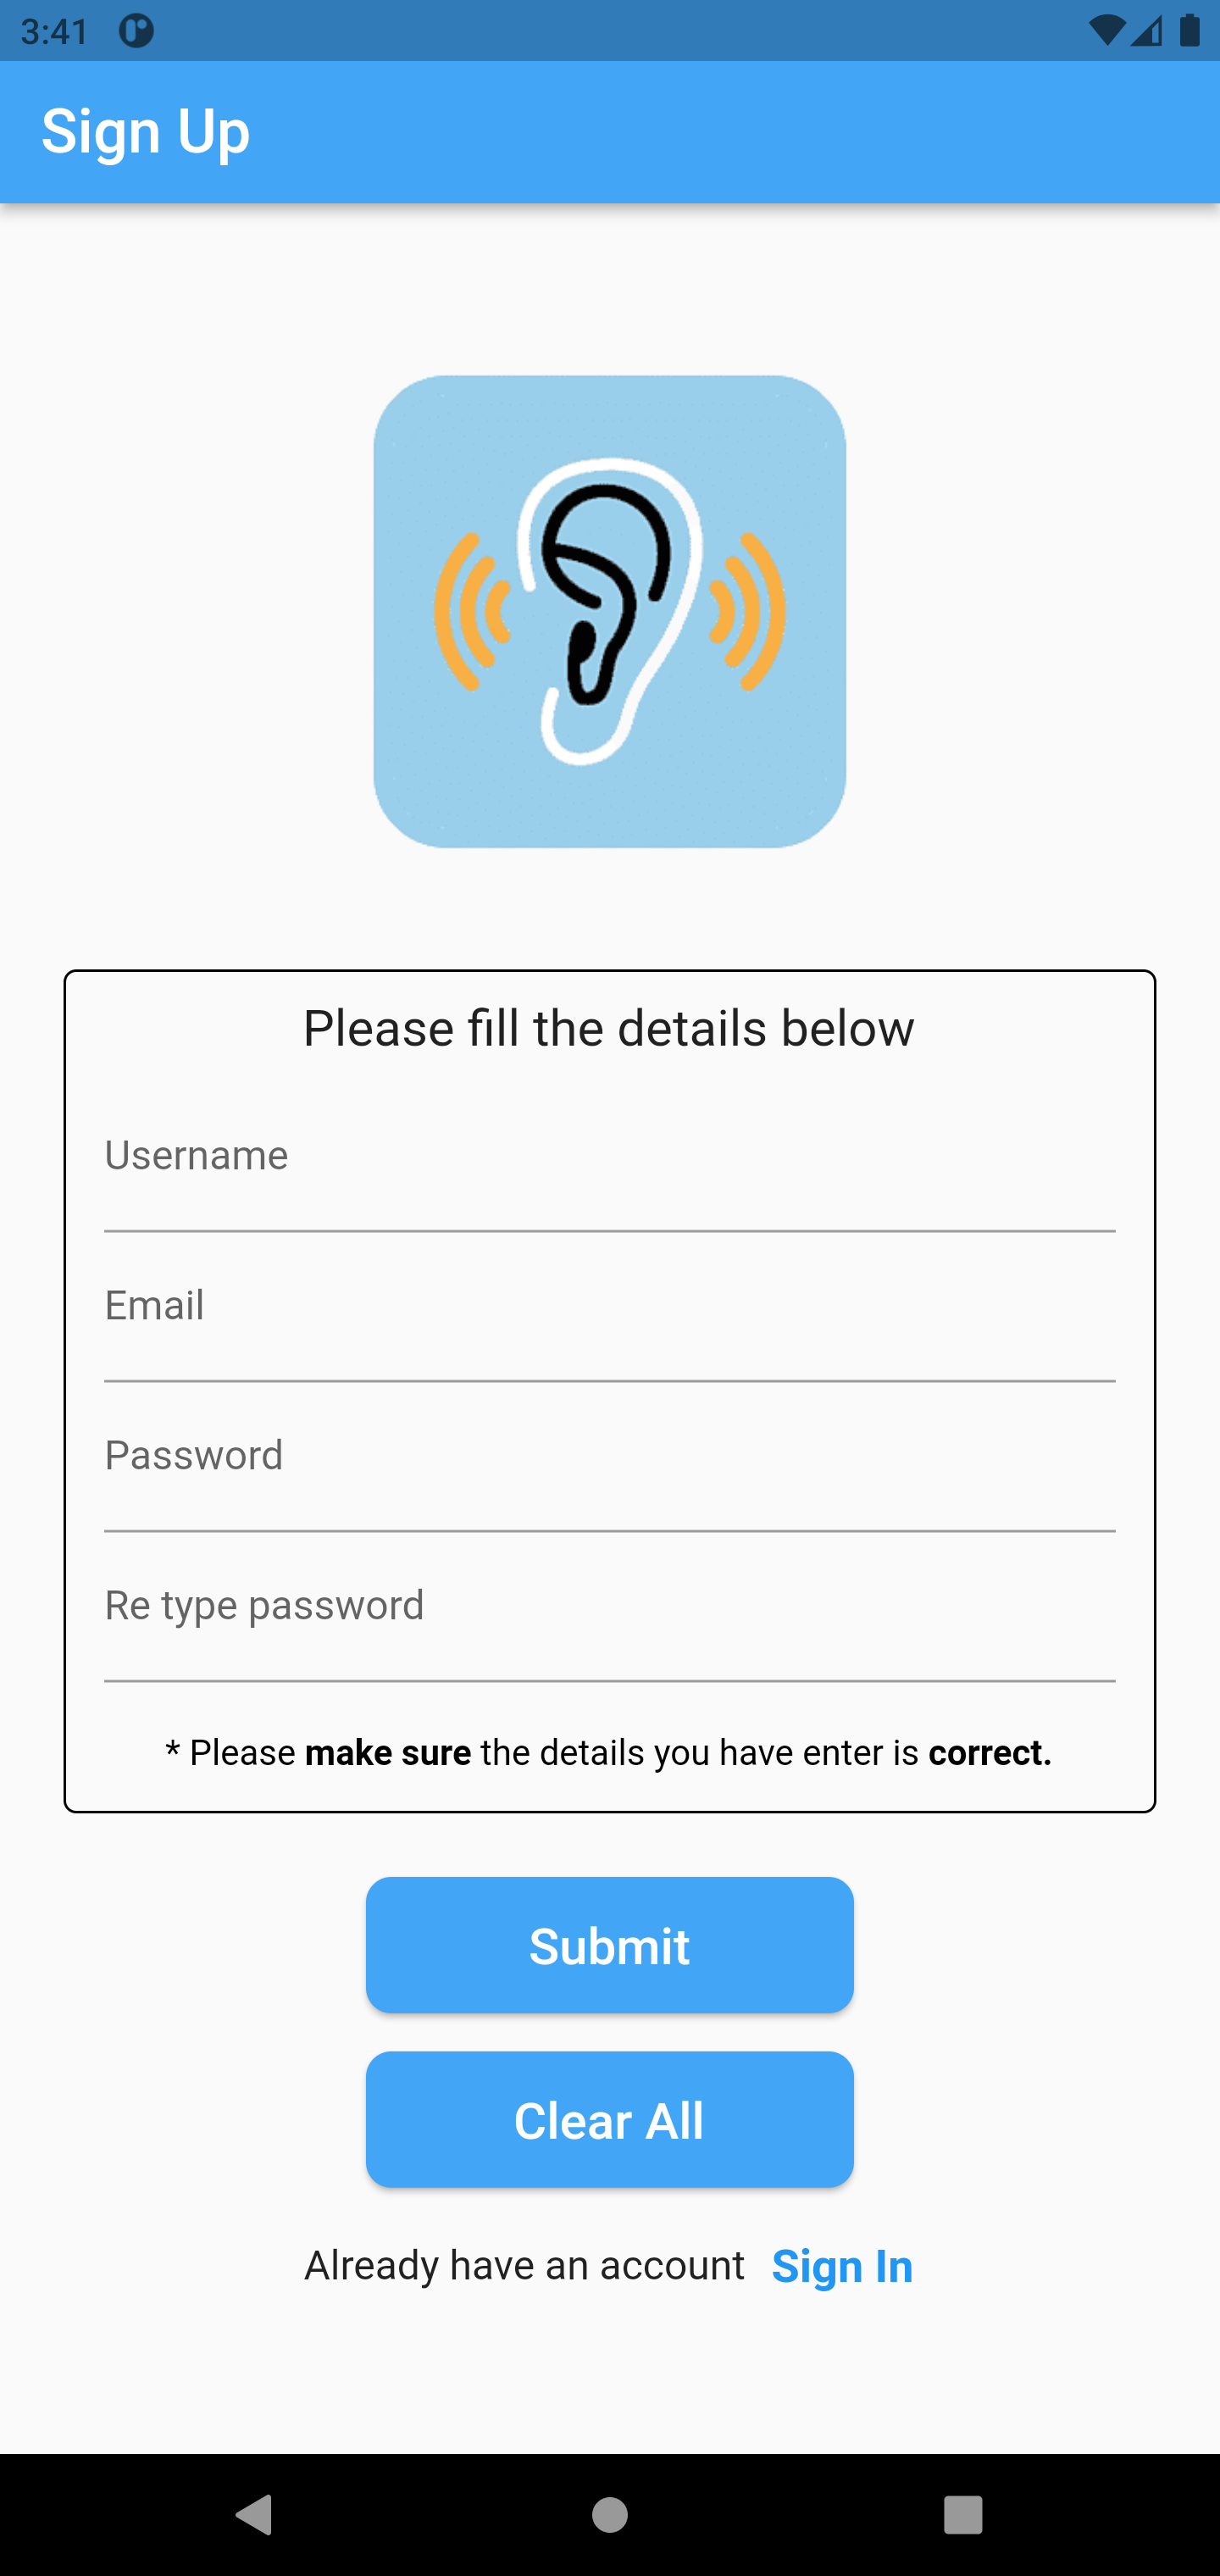 3:41
Sign Up
Please fill the details below
Username
Email
Password
Re type password
* Please make sure the details you have enter is correct.
Submit
Clear All
Already have an account Sign In